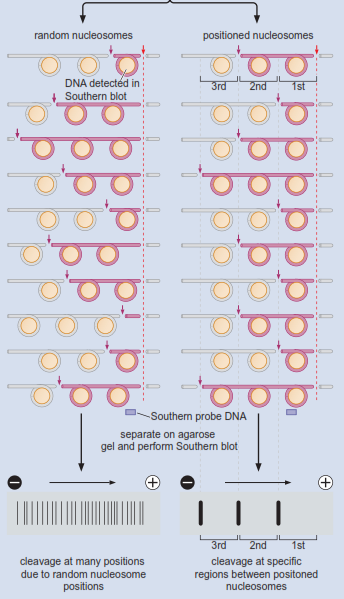 random nucleosomes
positioned nucleosomes
3rd 2nd 1st
DNA detected in
Southern blot
Southern probe DNA
separate on agarose
gel and perform Southern blot
− + − +
3rd 2nd 1st
cleavage at many positions
due to random nucleosome
positions
cleavage at specific
regions between positoned
nucleosomes